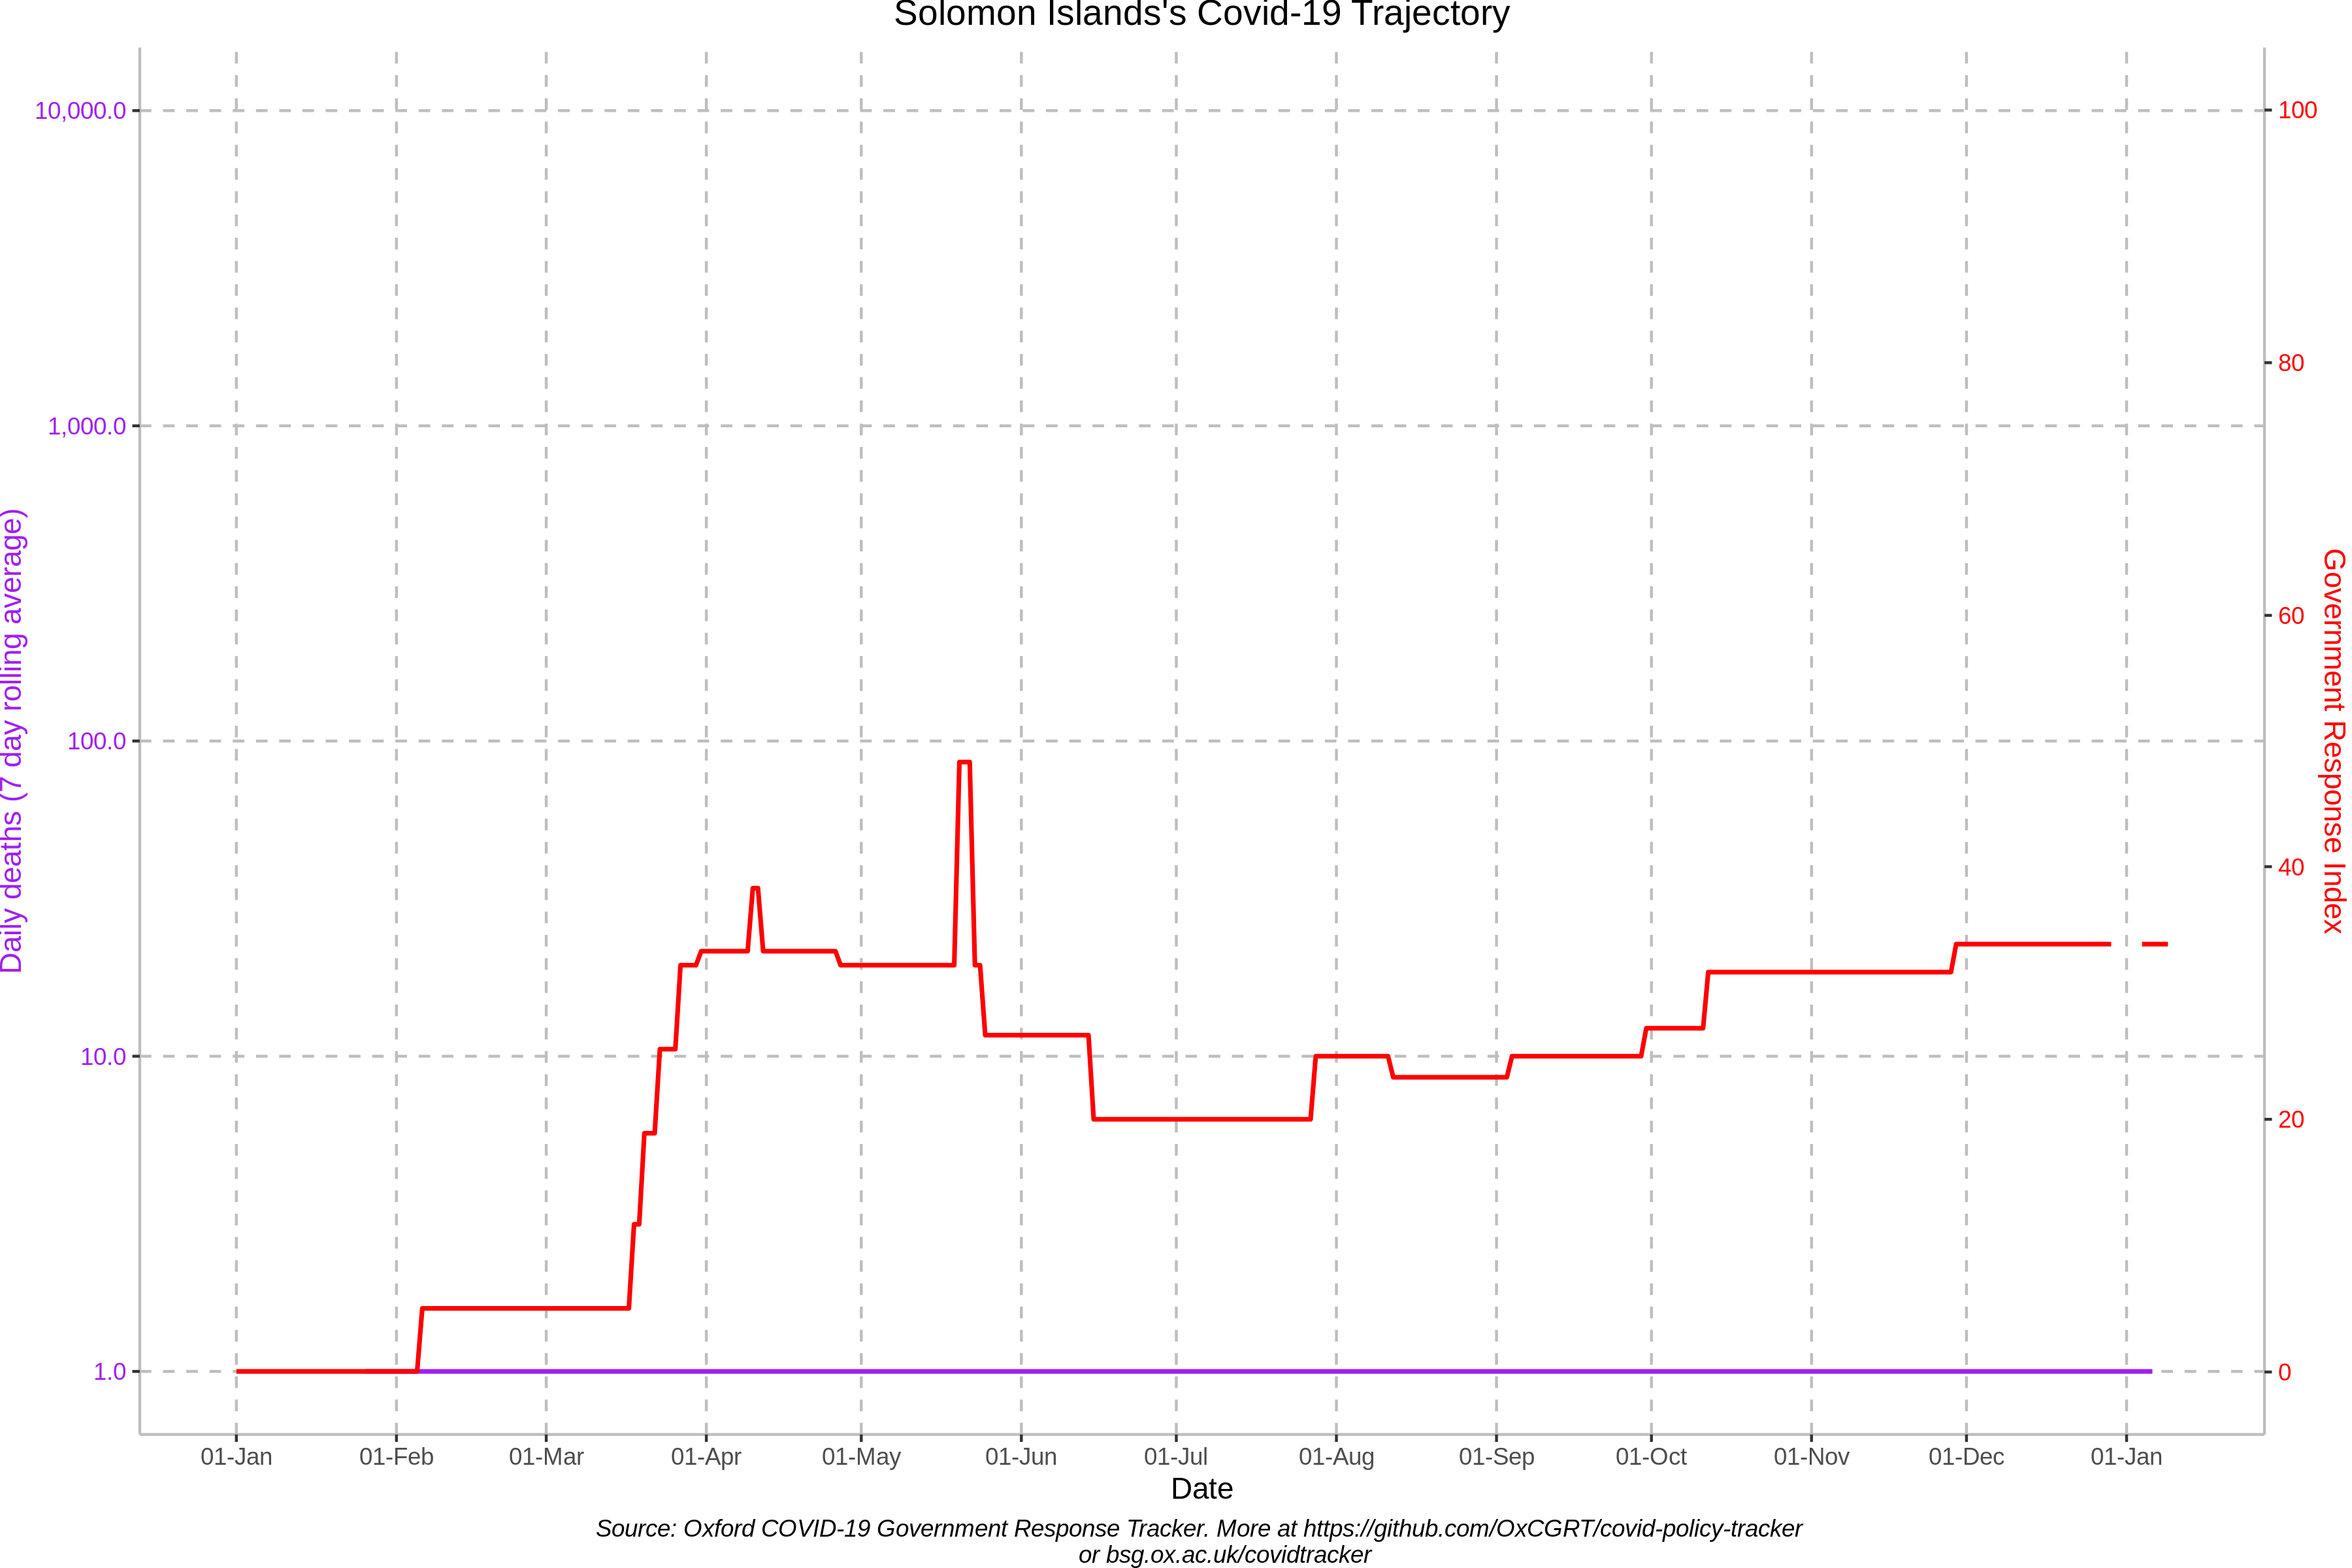 Solomon Islands's Covid-19 Trajectory
Daily deaths (7 day rolling average)
10,000.0
1,000.0
100.0
10.0
1.0
100
80
60
40
20
0
Government Response Index
01-Jan
01-Feb
01-Mar
01-Apr
01-May
01-Jun
01-Jul
01-Aug
01-Sep
01-Oct
01-Nov
01-Dec
01-Jan
Date
Source: Oxford COVID-19 Government Response Tracker. More at https://github.com/OxCGRT/covid-policy-tracker
or bsg.ox.ac.uk/covidtracker